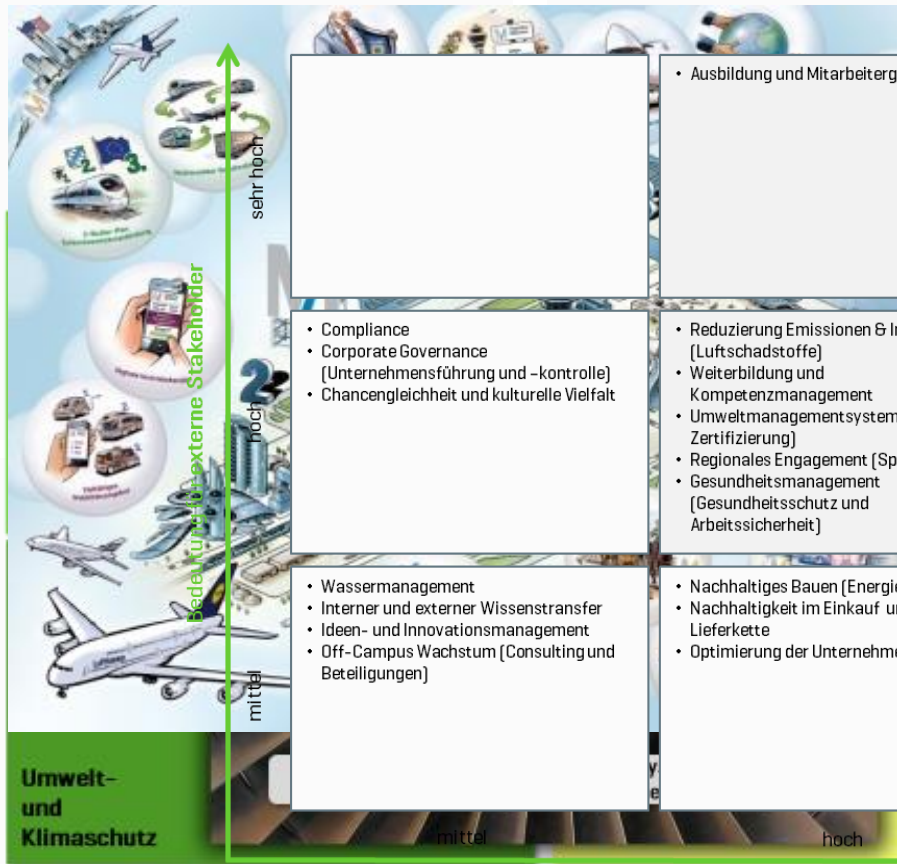 Bedeutung für externe Stakeholder
sehr hoch
hoch
mittel
• Ausbildung und Mitarbeiterg
• Compliance
• Corporate Governance
(Unternehmensführung und –kontrolle)
• Chancengleichheit und kulturelle Vielfalt
• Reduzierung Emissionen & I
(Luftschadstoffe)
• Weiterbildung und
Kompetenzmanagement
• Umweltmanagementsystem
Zertifizierung)
• Regionales Engagement (Sp
• Gesundheitsmanagement
(Gesundheitsschutz und
Arbeitssicherheit)
• Wassermanagement
• Interner und externer Wissenstransfer
• Ideen- und Innovationsmanagement
• Off-Campus Wachstum (Consulting und
Beteiligungen)
• Nachhaltiges Bauen (Energie
• Nachhaltigkeit im Einkauf u
Lieferkette
• Optimierung der Unternehme
Umwelt-
und
Klimaschutz
mittel
hoch